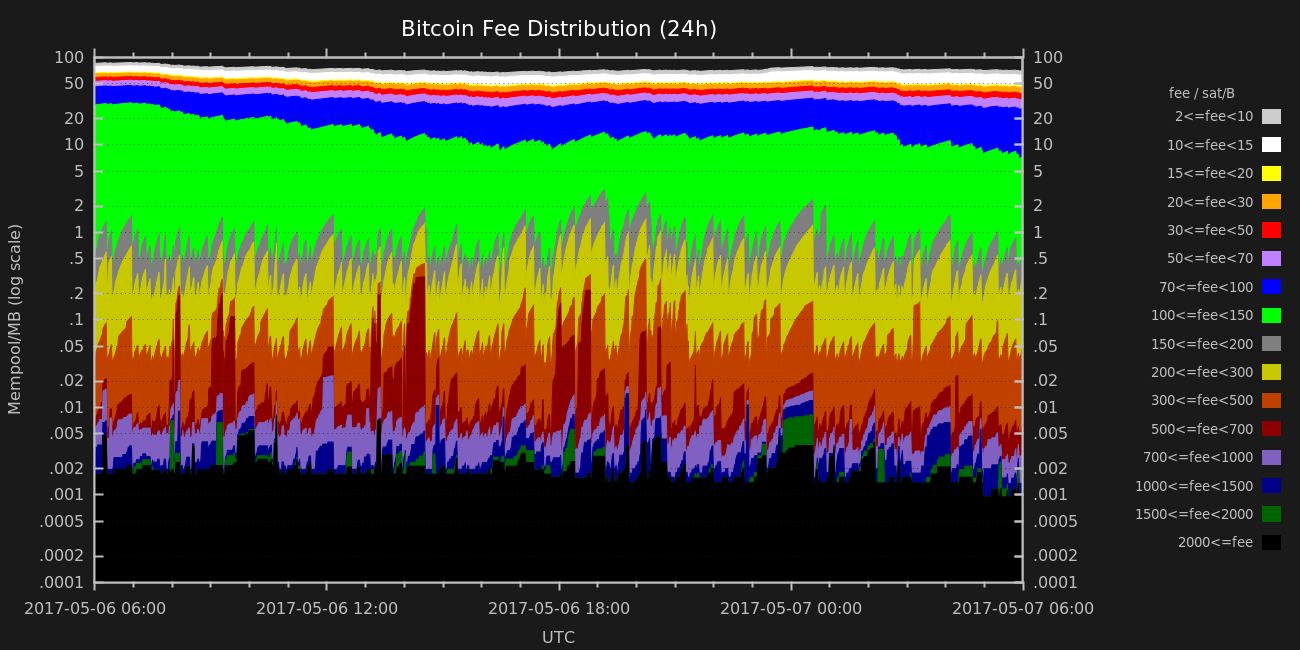 Bitcoin Fee Distribution (24h)
100
50
20
10
5
2
1
.5
.2
.1
.05
.02
.01
.005
.002
.001
.0005
.0002
.0001
Mempool/MB (log scale)
100
50
20
10
5
2
1
.5
.2
.1
.05
.02
.01
.005
.002
.001
.0005
.0002
.0001
2017-05-06 06:00
2017-05-06 12:00
2017-05-06 18:00
2017-05-07 00:00
2017-05-07 06:00
UTC
fee / sat/B
2<=fee<10
10<=fee<15
15<=fee<20
20<=fee<30
30<=fee<50
50<=fee<70
70<=fee<100
100<=fee<150
150<=fee<200
200<=fee<300
300<=fee<500
500<=fee<700
700<=fee<1000
1000<=fee<1500
1500<=fee<2000
2000<=fee